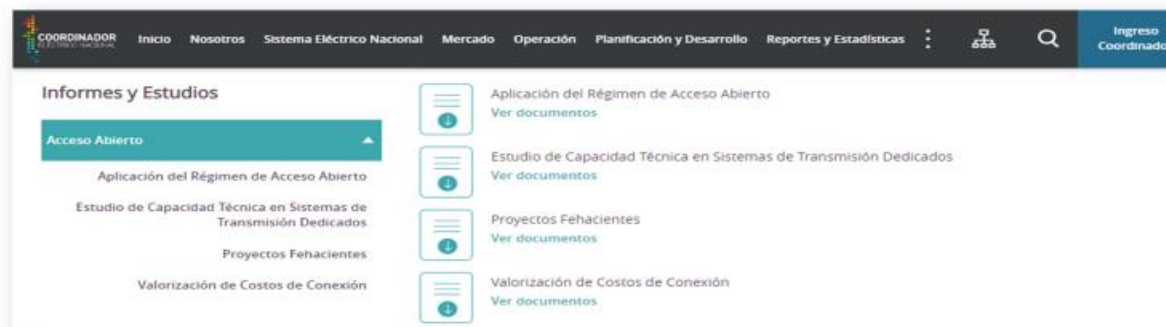 COORDINADOR
ELÉCTRICO NACIONAL
Inicio Nosotros Sistema Eléctrico Nacional Mercado Operación Planificación y Desarrollo Reportes y Estadísticas
Ingreso
Coordinado
Informes y Estudios
Acceso Abierto
Aplicación del Régimen de Acceso Abierto
Estudio de Capacidad Técnica en Sistemas de
Transmisión Dedicados
Proyectos Fehacientes
Valorización de Costos de Conexión
Aplicación del Régimen de Acceso Abierto
Ver documentos
Estudio de Capacidad Técnica en Sistemas de Transmisión Dedicados
Ver documentos
Proyectos Fehacientes
Ver documentos
Valorización de Costos de Conexión
Ver documentos